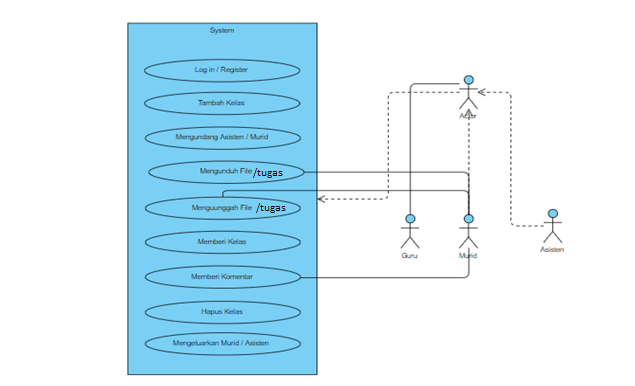 System
Log in / Register
Tambah Kelas
Mengundang Asisten / Murid
Mengunduh File /tugas
Menguunggah File /tugas
Memberi Kelas
Memberi Komentar
Hapus Kelas
Mengeluarkan Murid / Asisten
Actor
Guru
Murid
Asisten